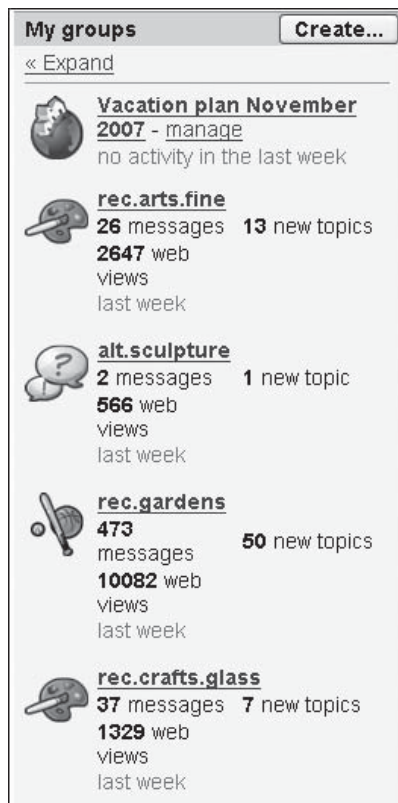 My groups Create...
« Expand
Vacation plan November
2007 - manage
no activity in the last week
rec.arts.fine
26 messages 13 new topics
2647 web
views
last week
alt.sculpture
2 messages 1 new topic
566 web
views
last week
rec.gardens
473
messages 50 new topics
10082 web
views
last week
rec.crafts.glass
37 messages 7 new topics
1329 web
views
last week